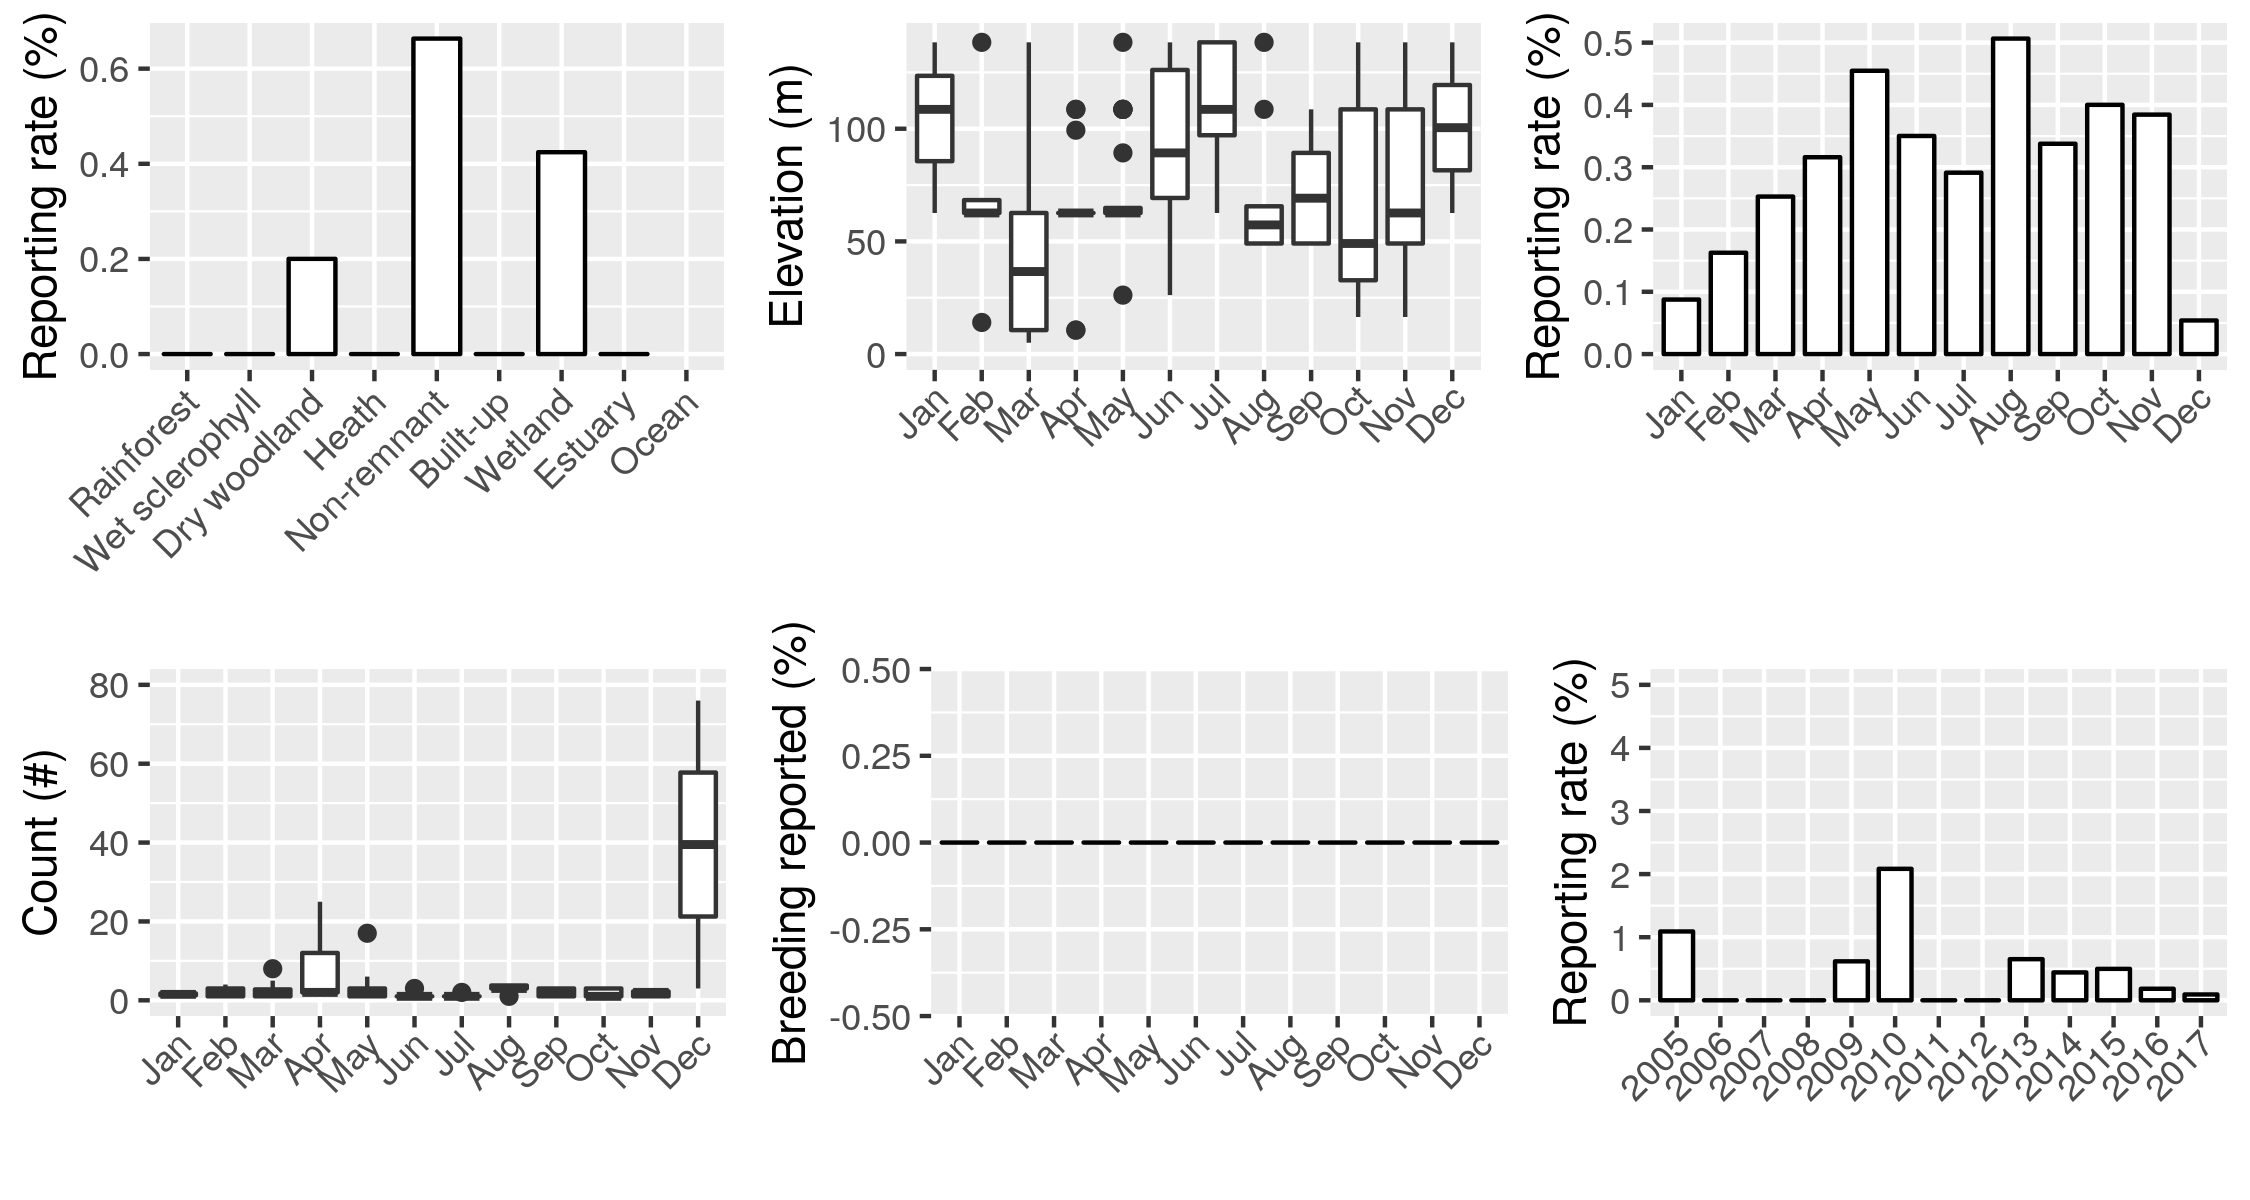 Reporting rate (%)
0.6
0.4
0.2
0.0
Rainforest
Wet sclerophyll
Dry woodland
Heath
Non-remnant
Built-up
Wetland
Estuary
Ocean
Elevation (m)
100
50
0
Jan
Feb
Mar
Apr
May
Jun
Jul
Aug
Sep
Oct
Nov
Dec
Reporting rate (%)
0.5
0.4
0.3
0.2
0.1
0.0
Jan
Feb
Mar
Apr
May
Jun
Jul
Aug
Sep
Oct
Nov
Dec
Count (#)
80
60
40
20
0
Jan
Feb
Mar
Apr
May
Jun
Jul
Aug
Sep
Oct
Nov
Dec
Breeding reported (%)
0.50
0.25
0.00
-0.25
-0.50
Jan
Feb
Mar
Apr
May
Jun
Jul
Aug
Sep
Oct
Nov
Dec
Reporting rate (%)
5
4
3
2
1
0
2005
2006
2007
2008
2009
2010
2011
2012
2013
2014
2015
2016
2017